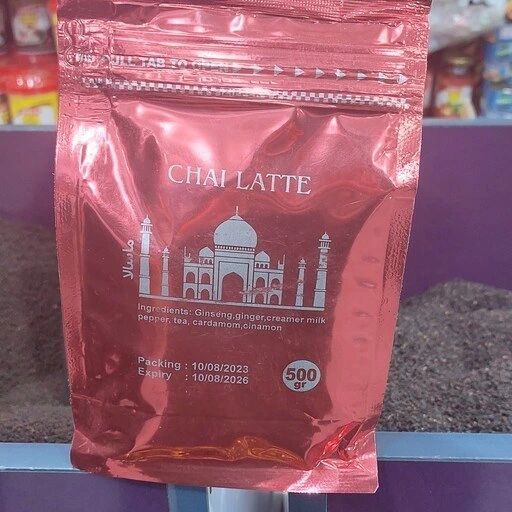 PULL TAB TO OPEN
CHAI LATTE
ماسالا
Ingredients: Ginseng,ginger,creamer milk
pepper, tea, cardamom,cinamon
Packing : 10/08/2023
Expiry : 10/08/2026
500
gr